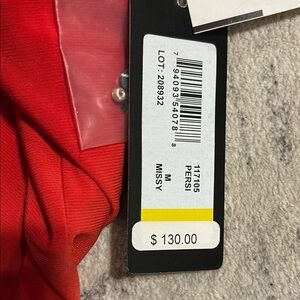 7 94093 54078 8
LOT: 208932
117105
PERSI
M
MISSY
$ 130.00